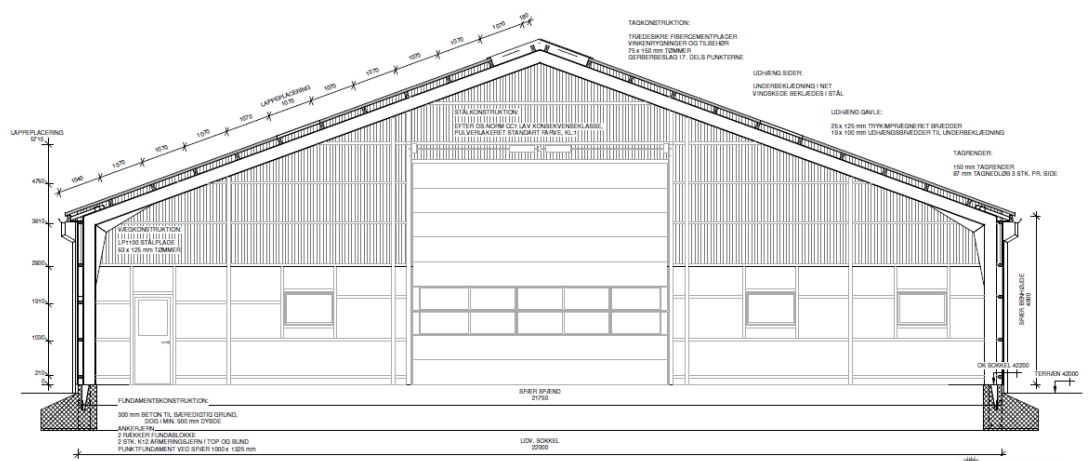 TAGKONSTRUKTION:
TRÆDESIKRE FIBERCEMENTPLADER
VINKENRYGNINGER OG TILBEHØR
75 x 150 mm TØMMER
GERBERBESLAG I 7. DELS PUNKTERNE
UDHÆNG SIDER:
UNDERBEKLÆDNING I NET
VINDSKEDE BEKLÆDES I STÅL
UDHÆNG GAVLE:
25 x 125 mm TRYKIMPRÆGNERET BRÆDDER
19 x 100 mm UDHÆNGSBRÆDDER TIL UNDERBEKLÆDNING
TAGRENDER:
150 mm TAGRENDER
87 mm TAGNEDLØB 3 STK. PR. SIDE
STÅLKONSTRUKTION:
EFTER DS NORM CC1 LAV KONSEKVENSKLASSE,
PULVERLAKERET STANDART FARVE, KL.1
LAPPEPLACERING
180
1070
1070
1070
1070
1070
1070
1070
1070
1070
1070
1040
LAPPEPLACERING
5710
4760
3810
2800
1910
1030
210
0
VÆGKONSTRUKTION:
LP1100 STÅLPLADE
63 x 125 mm TØMMER
SPÆR BENHØJDE
4000
OK SOKKEL 42200
TERRÆN 42000
SPÆR SPÆND
21750
UDV. SOKKEL
22000
FUNDAMENTSKONSTRUKTION:
300 mm BETON TIL BÆREDYGTIG GRUND,
DOG I MIN. 900 mm DYBDE
ANKERJERN
2 RÆKKER FUNDABLOKKE
2 STK. K12 ARMERINGSJERN I TOP OG BUND
PUNKTFUNDAMENT VED SPÆR 1000 x 1325 mm